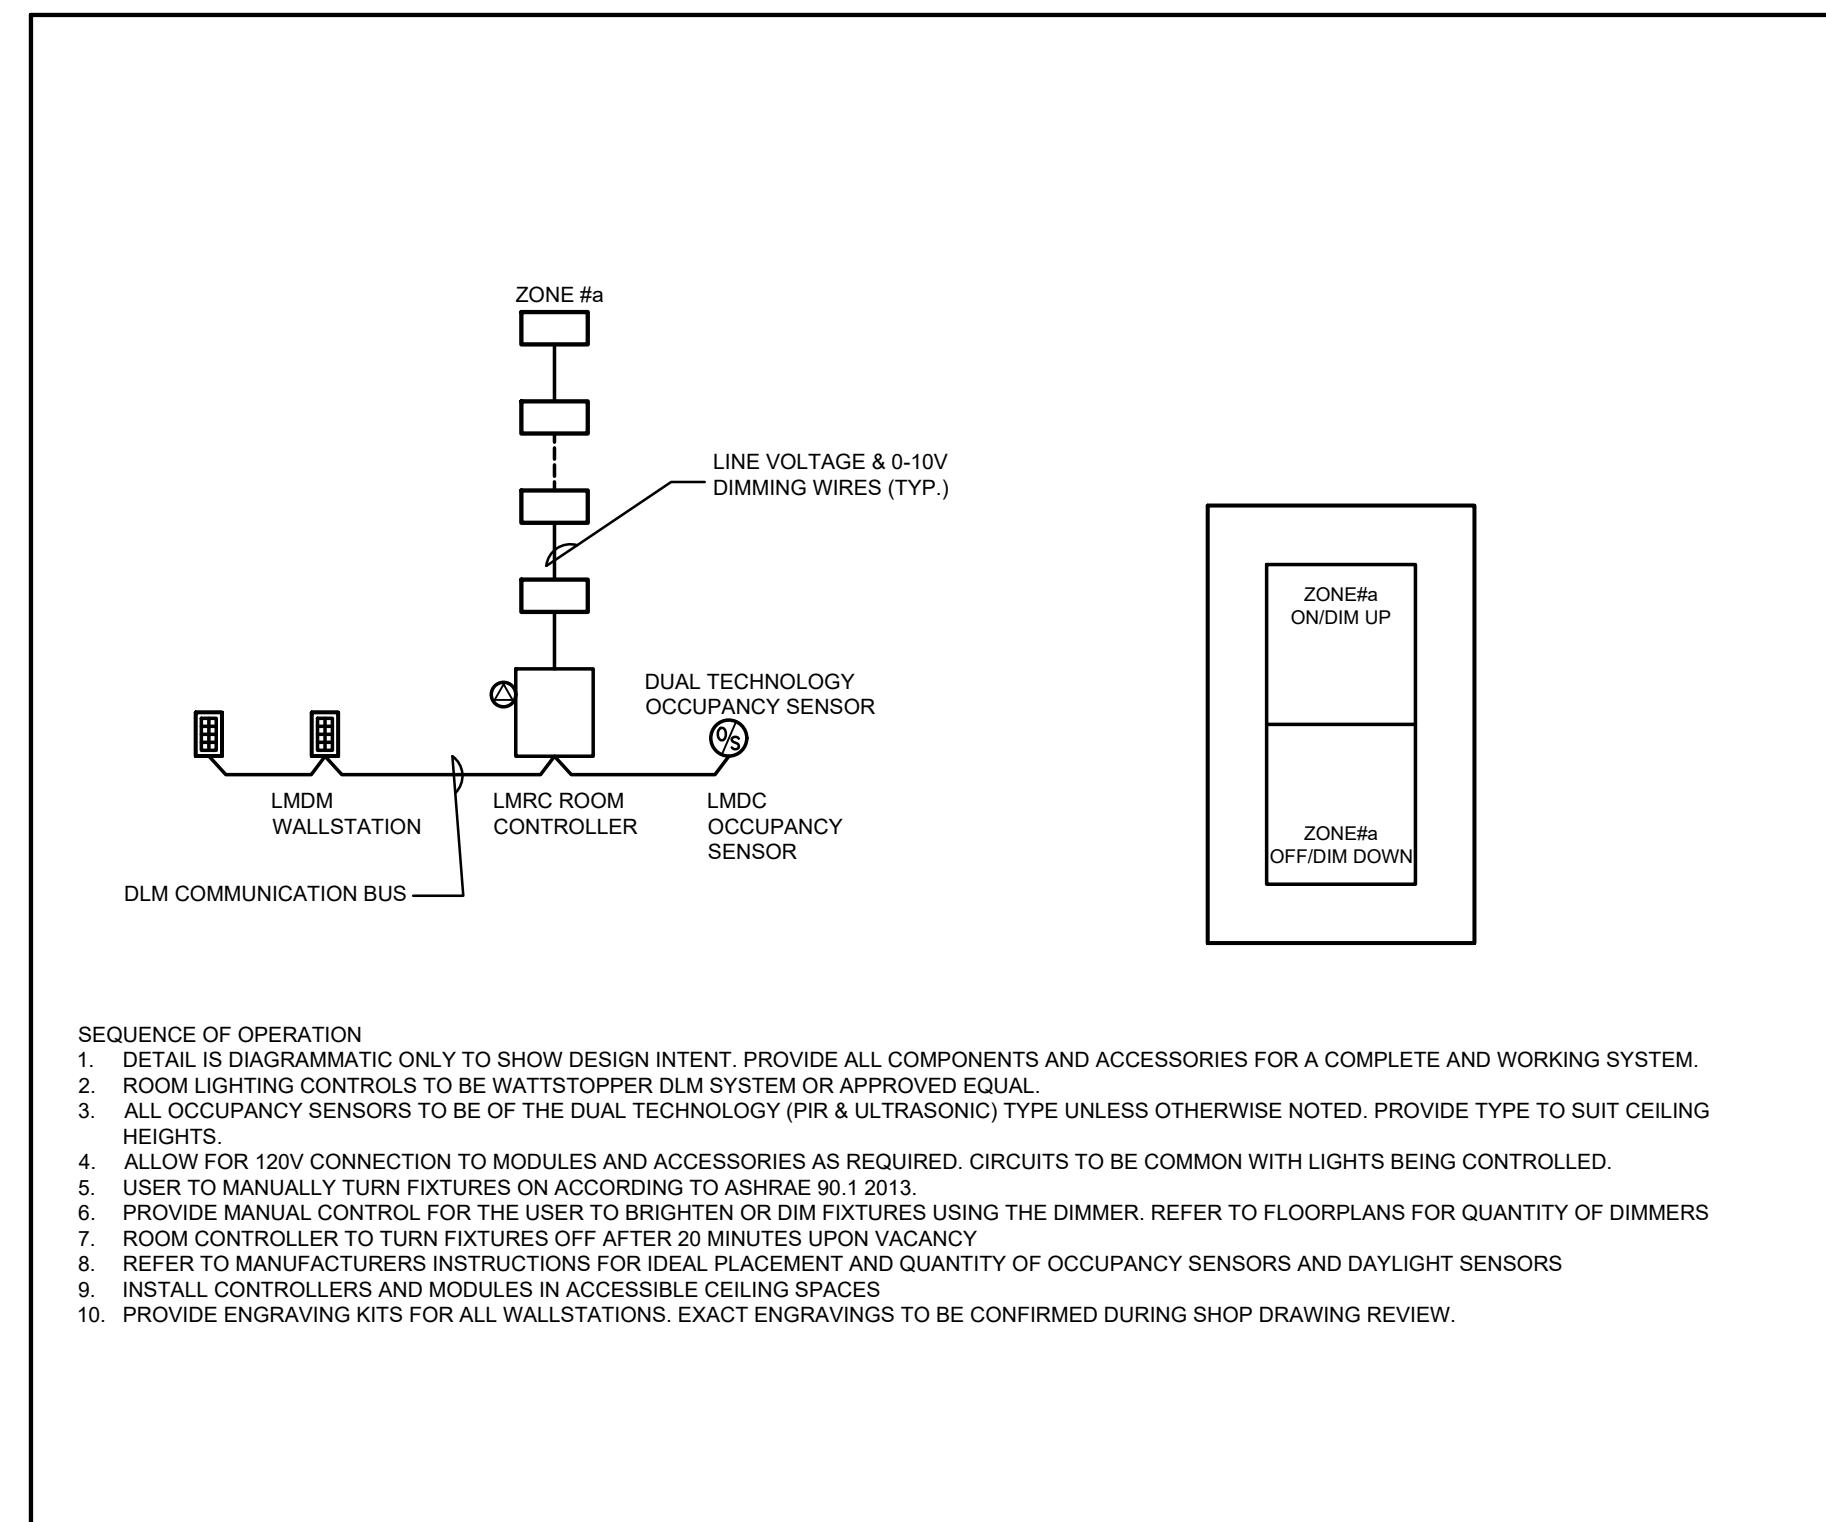 ZONE #a
LINE VOLTAGE & 0-10V
DIMMING WIRES (TYP.)
ZONE#a
ON/DIM UP
DUAL TECHNOLOGY
OCCUPANCY SENSOR
O/S
LMDM
WALLSTATION
LMRC ROOM
CONTROLLER
LMDC
OCCUPANCY
SENSOR
ZONE#a
OFF/DIM DOWN
DLM COMMUNICATION BUS
SEQUENCE OF OPERATION
1. DETAIL IS DIAGRAMMATIC ONLY TO SHOW DESIGN INTENT. PROVIDE ALL COMPONENTS AND ACCESSORIES FOR A COMPLETE AND WORKING SYSTEM.
2. ROOM LIGHTING CONTROLS TO BE WATTSTOPPER DLM SYSTEM OR APPROVED EQUAL.
3. ALL OCCUPANCY SENSORS TO BE OF THE DUAL TECHNOLOGY (PIR & ULTRASONIC) TYPE UNLESS OTHERWISE NOTED. PROVIDE TYPE TO SUIT CEILING
HEIGHTS.
4. ALLOW FOR 120V CONNECTION TO MODULES AND ACCESSORIES AS REQUIRED. CIRCUITS TO BE COMMON WITH LIGHTS BEING CONTROLLED.
5. USER TO MANUALLY TURN FIXTURES ON ACCORDING TO ASHRAE 90.1 2013.
6. PROVIDE MANUAL CONTROL FOR THE USER TO BRIGHTEN OR DIM FIXTURES USING THE DIMMER. REFER TO FLOORPLANS FOR QUANTITY OF DIMMERS
7. ROOM CONTROLLER TO TURN FIXTURES OFF AFTER 20 MINUTES UPON VACANCY
8. REFER TO MANUFACTURERS INSTRUCTIONS FOR IDEAL PLACEMENT AND QUANTITY OF OCCUPANCY SENSORS AND DAYLIGHT SENSORS
9. INSTALL CONTROLLERS AND MODULES IN ACCESSIBLE CEILING SPACES
10. PROVIDE ENGRAVING KITS FOR ALL WALLSTATIONS. EXACT ENGRAVINGS TO BE CONFIRMED DURING SHOP DRAWING REVIEW.